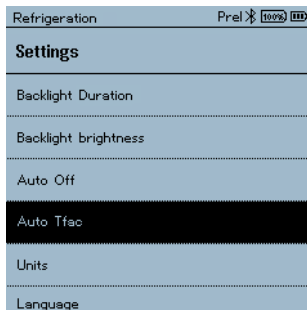 Refrigeration Prel 100%
Settings
Backlight Duration
Backlight brightness
Auto Off
Auto Tfac
Units
Language